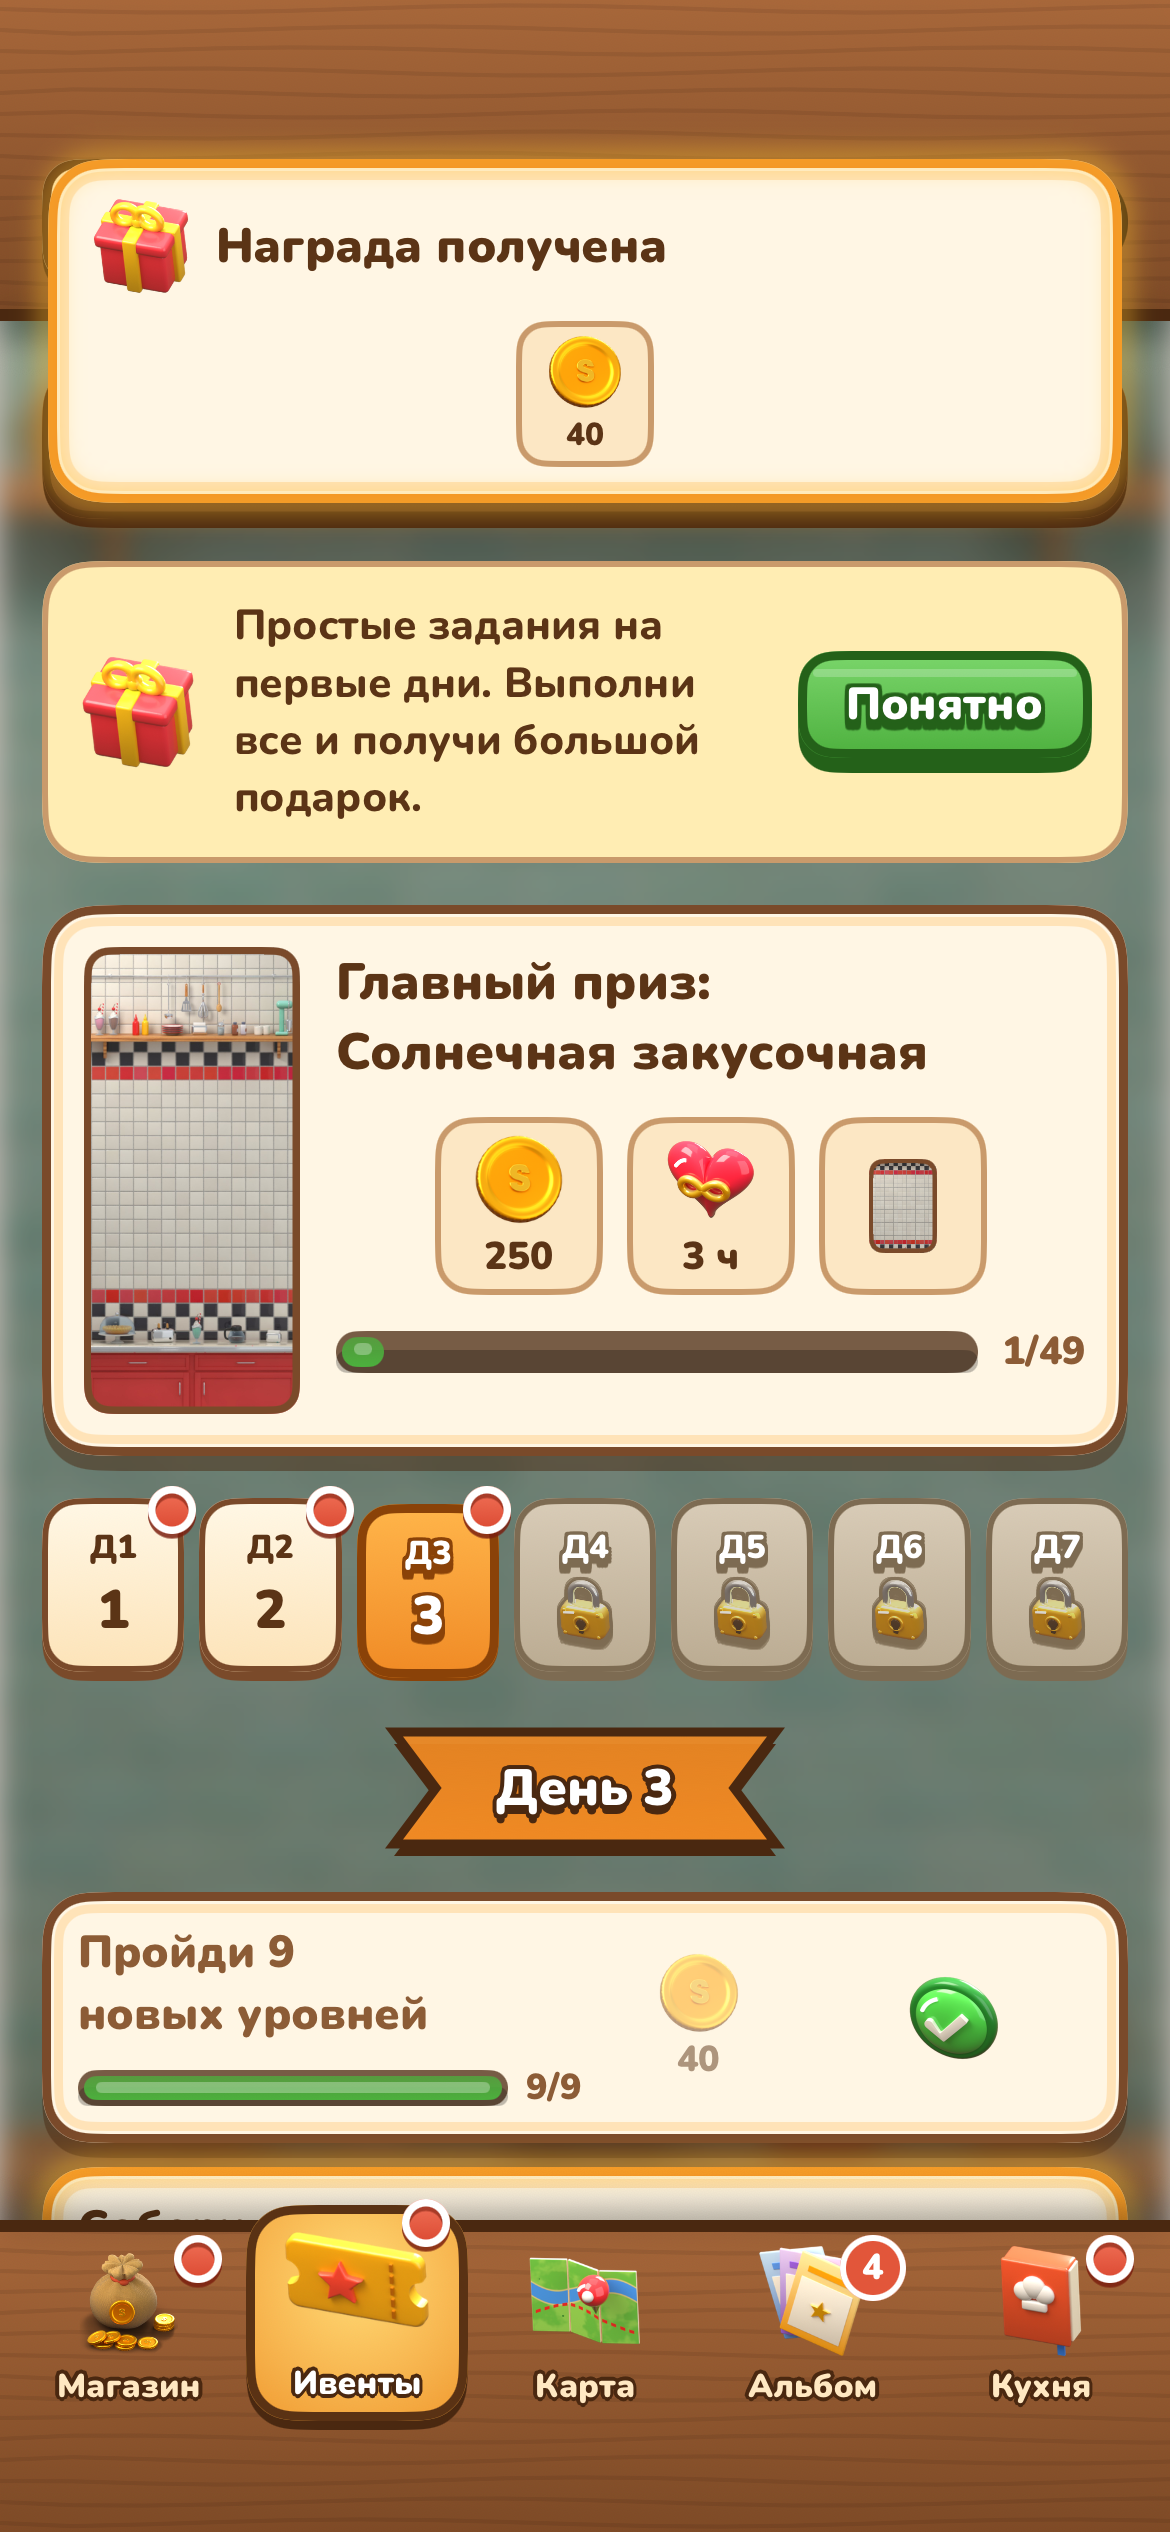 Награда получена
S
40
Простые задания на
первые дни. Выполни
все и получи большой
подарок.
Понятно
Главный приз:
Солнечная закусочная
S
250
3 ч
1/49
Д1
1
Д2
2
Д3
3
Д4
Д5
Д6
Д7
День 3
Пройди 9
новых уровней
9/9
S
40
4
Магазин
Ивенты
Карта
Альбом
Кухня